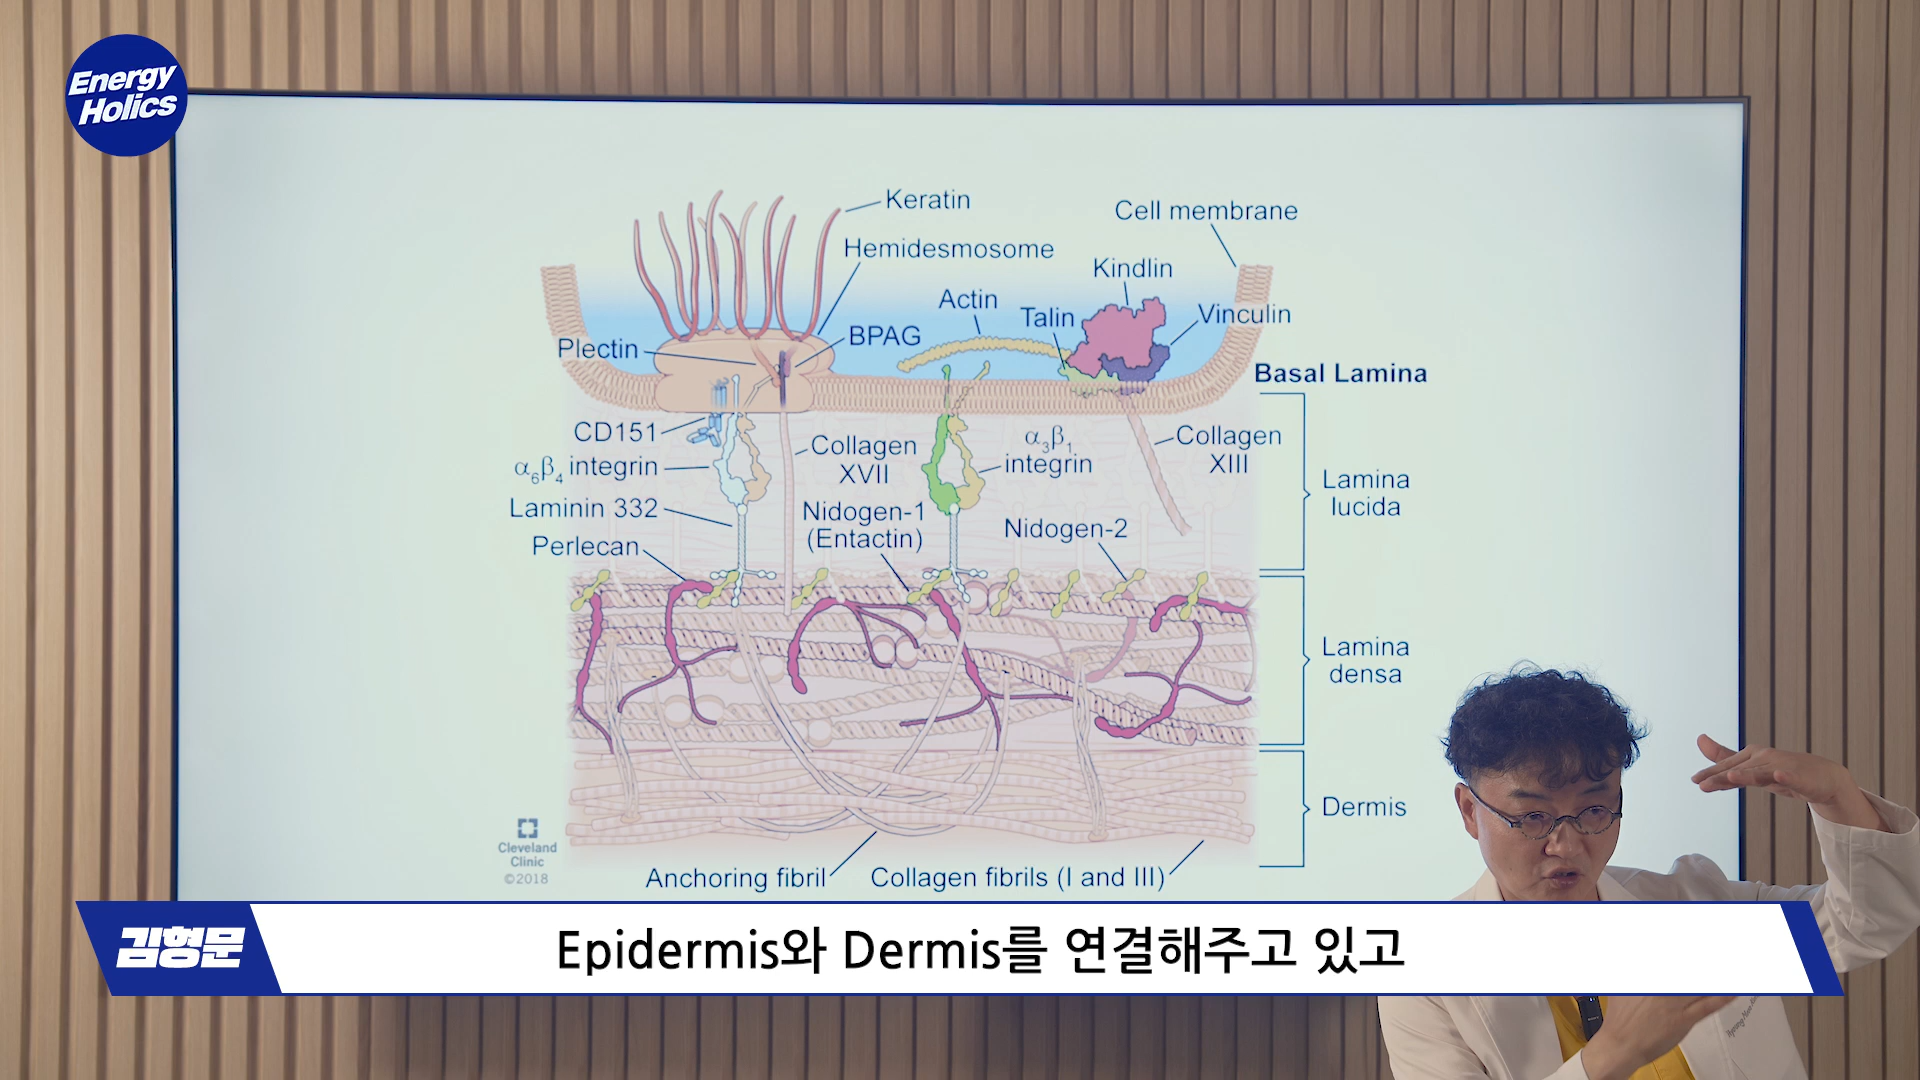 Energy
Holics
Keratin
Cell membrane
Hemidesmosome
Kindlin
Actin
Talin
Vinculin
BPAG
Plectin
Basal Lamina
CD151
α₆β₄ integrin
Collagen
XVII
α₃β₁
integrin
Collagen
XIII
Lamina
lucida
Laminin 332
Nidogen-1
(Entactin)
Nidogen-2
Perlecan
Lamina
densa
Dermis
Cleveland
Clinic
©2018
Anchoring fibril
Collagen fibrils (I and III)
김형문
Epidermis와 Dermis를 연결해주고 있고